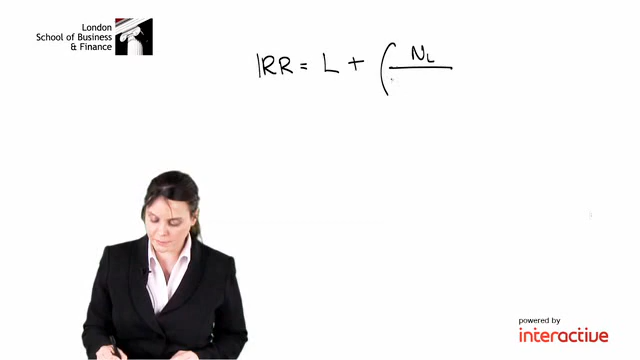 London
School of Business
& Finance
IRR = L + ( N_L
powered by
interactive